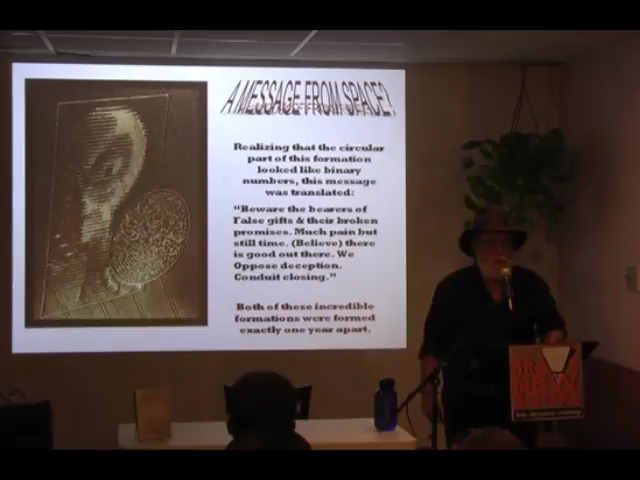 A MESSAGE FROM SPACE?
Realizing that the circular
part of this formation
looked like binary
numbers, this message
was translated:
“Beware the bearers of
False gifts & their broken
promises. Much pain but
still time. (Believe) there
is good out there. We
Oppose deception.
Conduit closing.”
Both of these incredible
formations were formed
exactly one year apart.
NEW